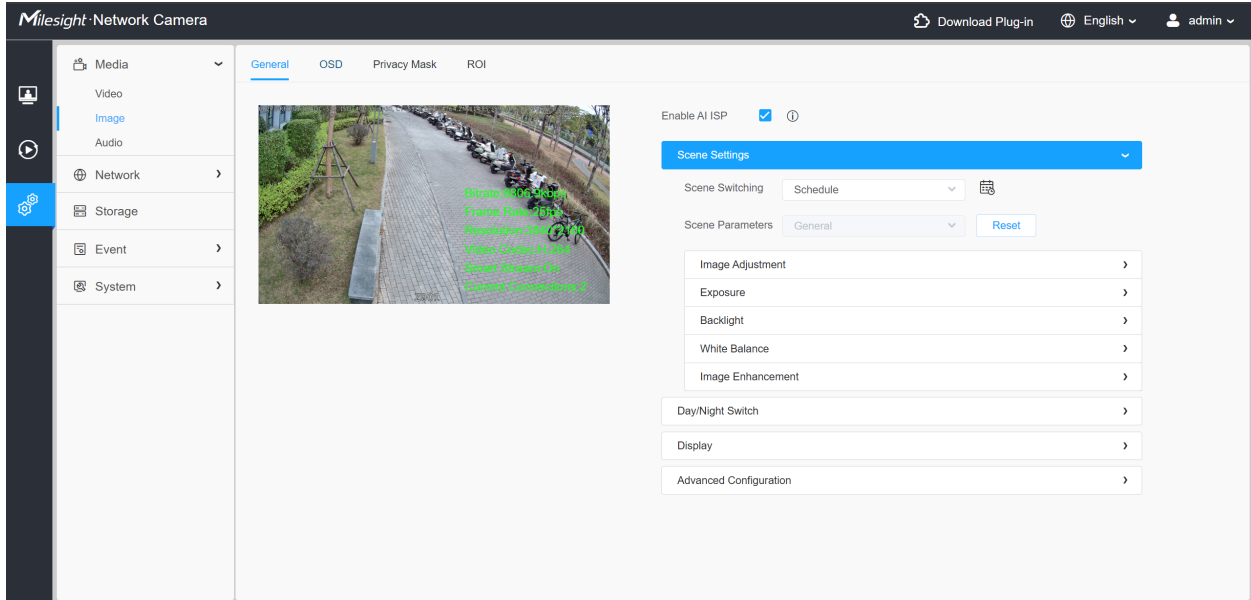 Milesight·Network Camera
Download Plug-in
English
admin
Media
Video
Image
Audio
Network
Storage
Event
System
General
OSD
Privacy Mask
ROI
Enable AI ISP
Scene Settings
Scene Switching
Schedule
Scene Parameters
General
Reset
Image Adjustment
Exposure
Backlight
White Balance
Image Enhancement
Day/Night Switch
Display
Advanced Configuration